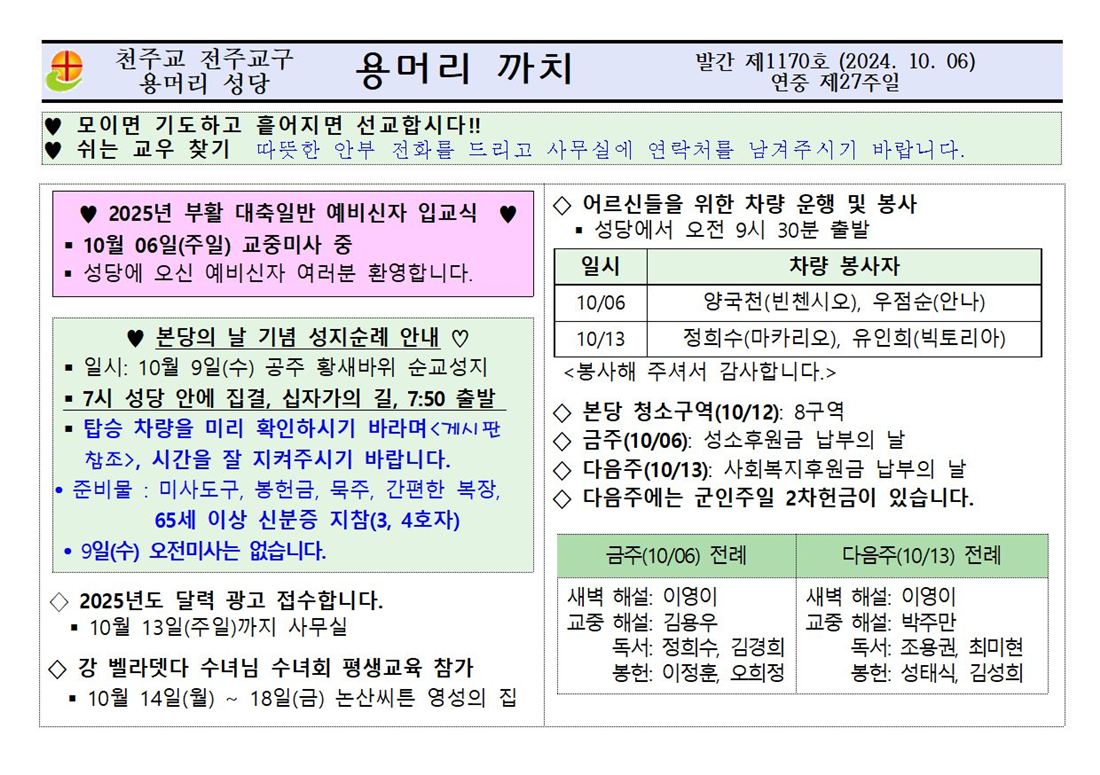 천주교 전주교구
용머리 성당
용머리 까치
발간 제1170호 (2024. 10. 06)
연중 제27주일
♥ 모이면 기도하고 흩어지면 선교합시다!!
♥ 쉬는 교우 찾기 따뜻한 안부 전화를 드리고 사무실에 연락처를 남겨주시기 바랍니다.
♥ 2025년 부활 대축일반 예비신자 입교식 ♥
▪ 10월 06일(주일) 교중미사 중
▪ 성당에 오신 예비신자 여러분 환영합니다.
♥ 본당의 날 기념 성지순례 안내 ♡
▪ 일시: 10월 9일(수) 공주 황새바위 순교성지
▪ 7시 성당 안에 집결, 십자가의 길, 7:50 출발
▪ 탑승 차량을 미리 확인하시기 바라며<게시판
참조>, 시간을 잘 지켜주시기 바랍니다.
• 준비물 : 미사도구, 봉헌금, 묵주, 간편한 복장,
65세 이상 신분증 지참(3, 4호자)
• 9일(수) 오전미사는 없습니다.
◇ 2025년도 달력 광고 접수합니다.
▪ 10월 13일(주일)까지 사무실
◇ 강 벨라뎃다 수녀님 수녀회 평생교육 참가
▪ 10월 14일(월) ~ 18일(금) 논산씨튼 영성의 집
◇ 어르신들을 위한 차량 운행 및 봉사
▪ 성당에서 오전 9시 30분 출발
일시 차량 봉사자
10/06 양국천(빈첸시오), 우점순(안나)
10/13 정희수(마카리오), 유인희(빅토리아)
<봉사해 주셔서 감사합니다.>
◇ 본당 청소구역(10/12): 8구역
◇ 금주(10/06): 성소후원금 납부의 날
◇ 다음주(10/13): 사회복지후원금 납부의 날
◇ 다음주에는 군인주일 2차헌금이 있습니다.
금주(10/06) 전례
새벽 해설: 이영이
교중 해설: 김용우
독서: 정희수, 김경희
봉헌: 이정훈, 오희정
다음주(10/13) 전례
새벽 해설: 이영이
교중 해설: 박주만
독서: 조용권, 최미현
봉헌: 성태식, 김성희